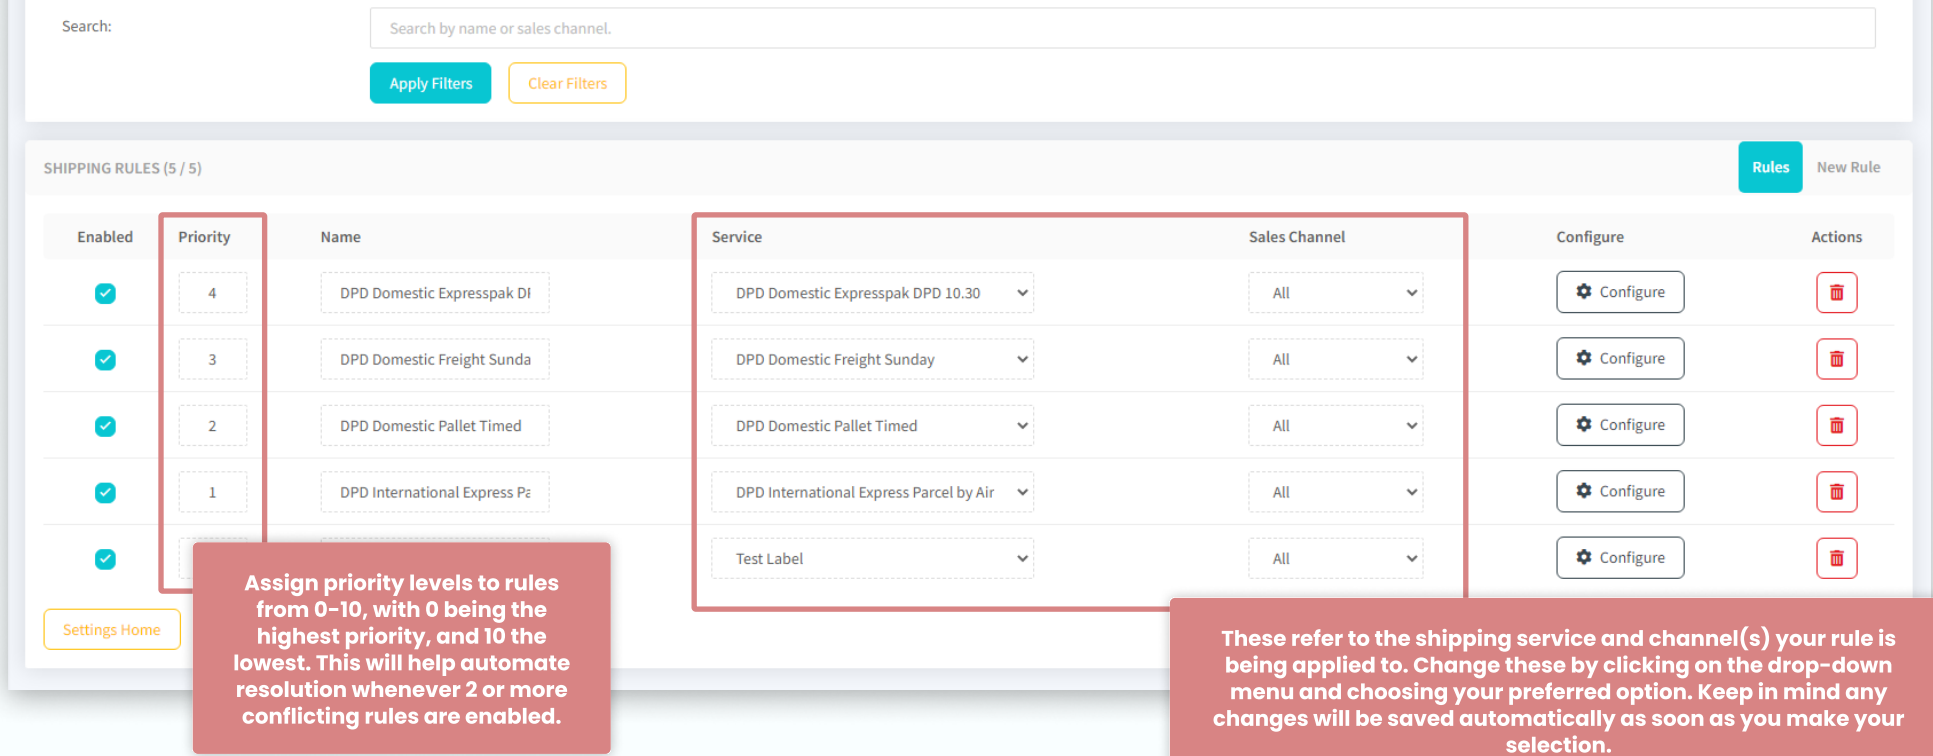 Search:
Search by name or sales channel.
Apply Filters
Clear Filters
SHIPPING RULES (5 / 5)
Rules
New Rule
Enabled Priority Name Service Sales Channel Configure Actions
4 DPD Domestic Expresspak DI DPD Domestic Expresspak DPD 10.30 All Configure
3 DPD Domestic Freight Sunda DPD Domestic Freight Sunday All Configure
2 DPD Domestic Pallet Timed DPD Domestic Pallet Timed All Configure
1 DPD International Express Pa DPD International Express Parcel by Air All Configure
Test Label All Configure
Settings Home
Assign priority levels to rules
from 0-10, with 0 being the
highest priority, and 10 the
lowest. This will help automate
resolution whenever 2 or more
conflicting rules are enabled.
These refer to the shipping service and channel(s) your rule is
being applied to. Change these by clicking on the drop-down
menu and choosing your preferred option. Keep in mind any
changes will be saved automatically as soon as you make your
selection.